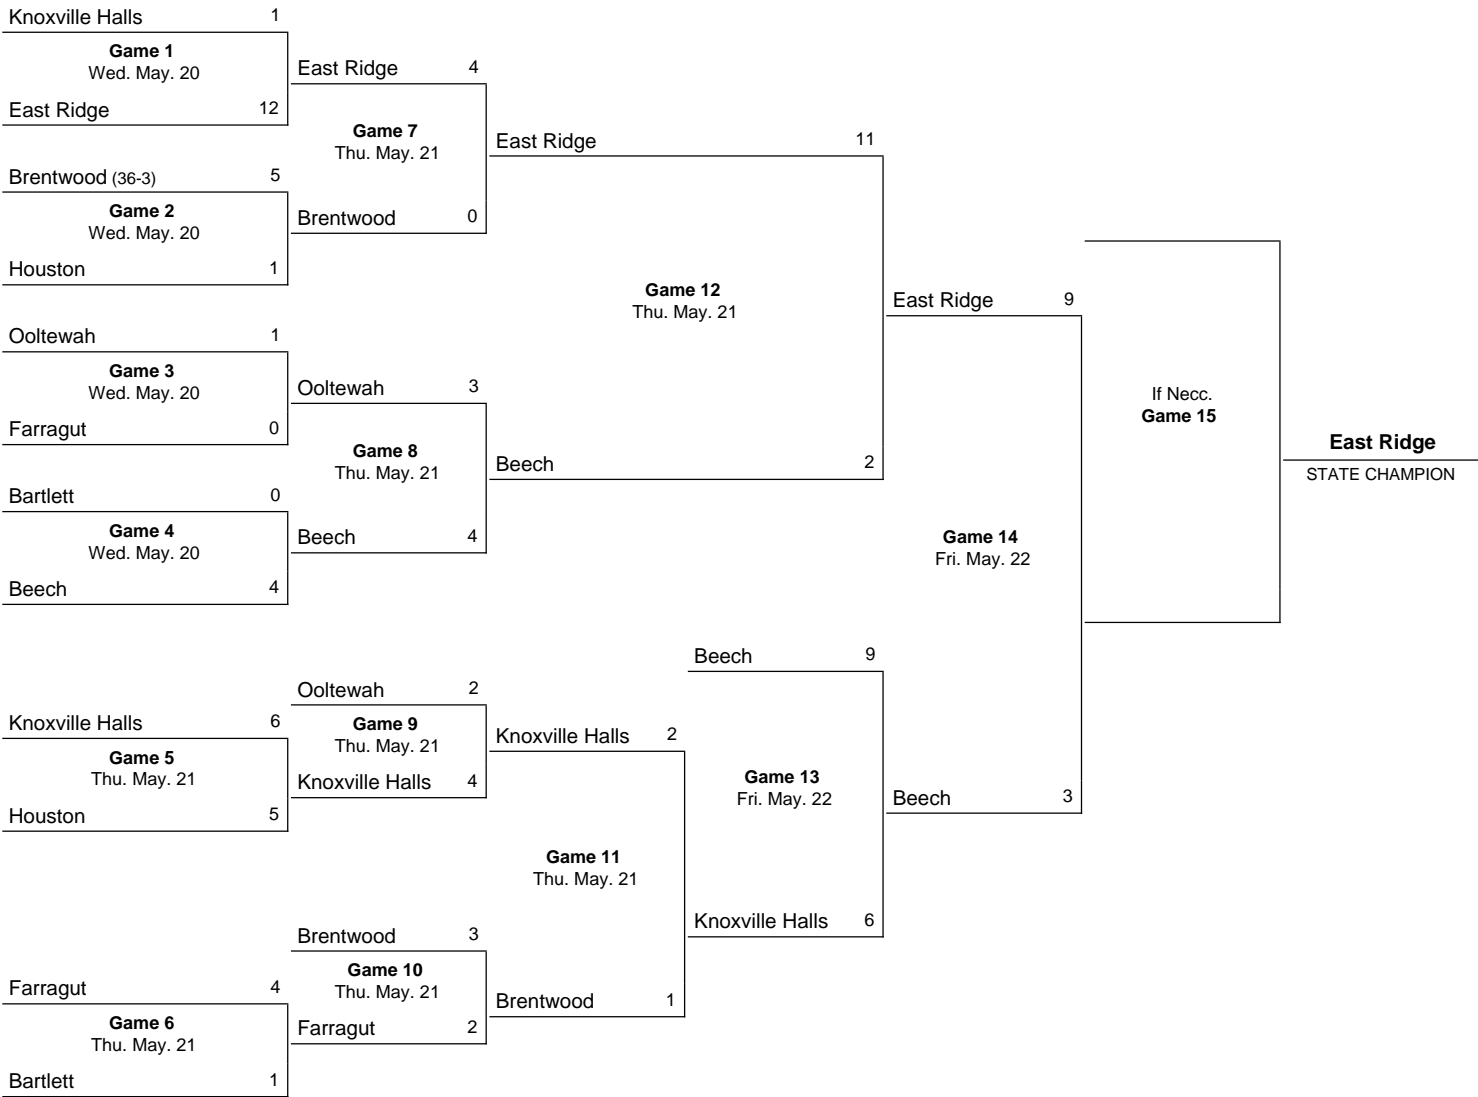 Knoxville Halls 1
Game 1
Wed. May. 20
East Ridge 12
Brentwood (36-3) 5
Game 2
Wed. May. 20
Houston 1
Ooltewah 1
Game 3
Wed. May. 20
Farragut 0
Bartlett 0
Game 4
Wed. May. 20
Beech 4
Knoxville Halls 6
Game 5
Thu. May. 21
Houston 5
Farragut 4
Game 6
Thu. May. 21
Bartlett 1
East Ridge 4
Game 7
Thu. May. 21
Brentwood 0
Ooltewah 3
Game 8
Thu. May. 21
Beech 4
Ooltewah 2
Game 9
Thu. May. 21
Knoxville Halls 4
Brentwood 3
Game 10
Thu. May. 21
Farragut 2
East Ridge 11
Game 12
Thu. May. 21
Beech 2
Knoxville Halls 2
Game 11
Thu. May. 21
Brentwood 1
Beech 9
Game 13
Fri. May. 22
Knoxville Halls 6
East Ridge 9
Game 14
Fri. May. 22
Beech 3
If Necc.
Game 15
East Ridge
STATE CHAMPION